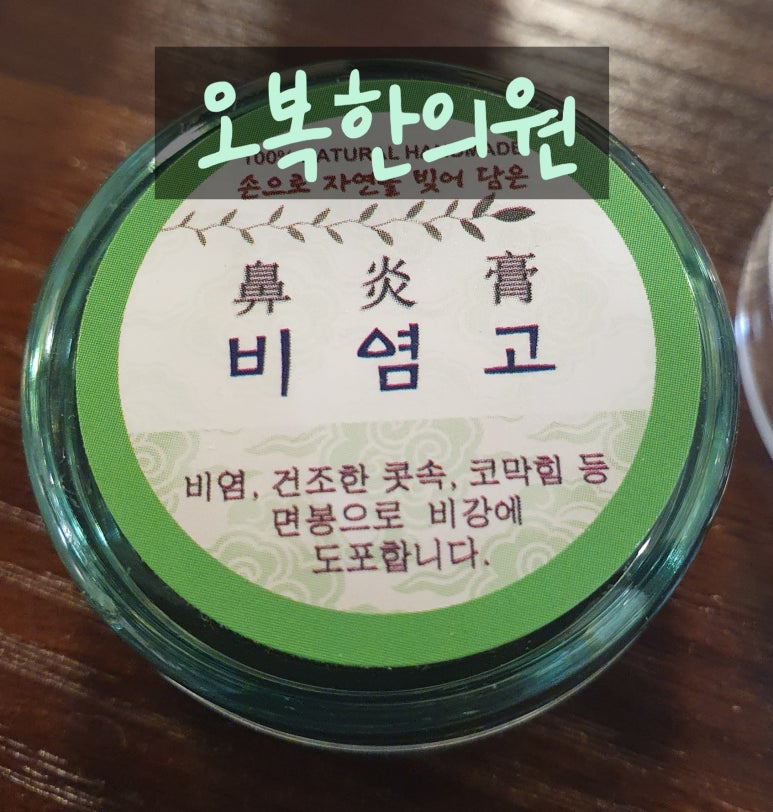 오복한의원
100% NATURAL HANDMADE
손으로 자연을 빚어 담은
鼻 炎 膏
비 염 고
비염, 건조한 콧속, 코막힘 등
면봉으로 비강에
도포합니다.